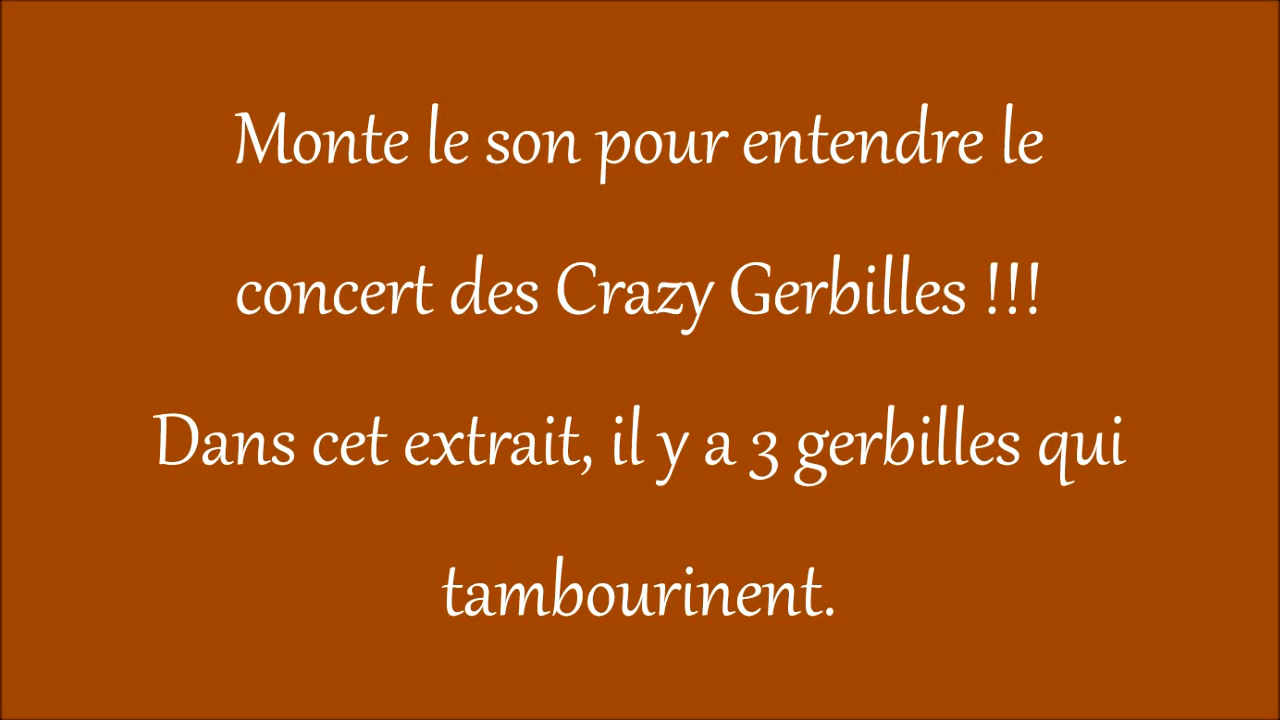 Monte le son pour entendre le
concert des Crazy Gerbilles !!!
Dans cet extrait, il y a 3 gerbilles qui
tambourinent.